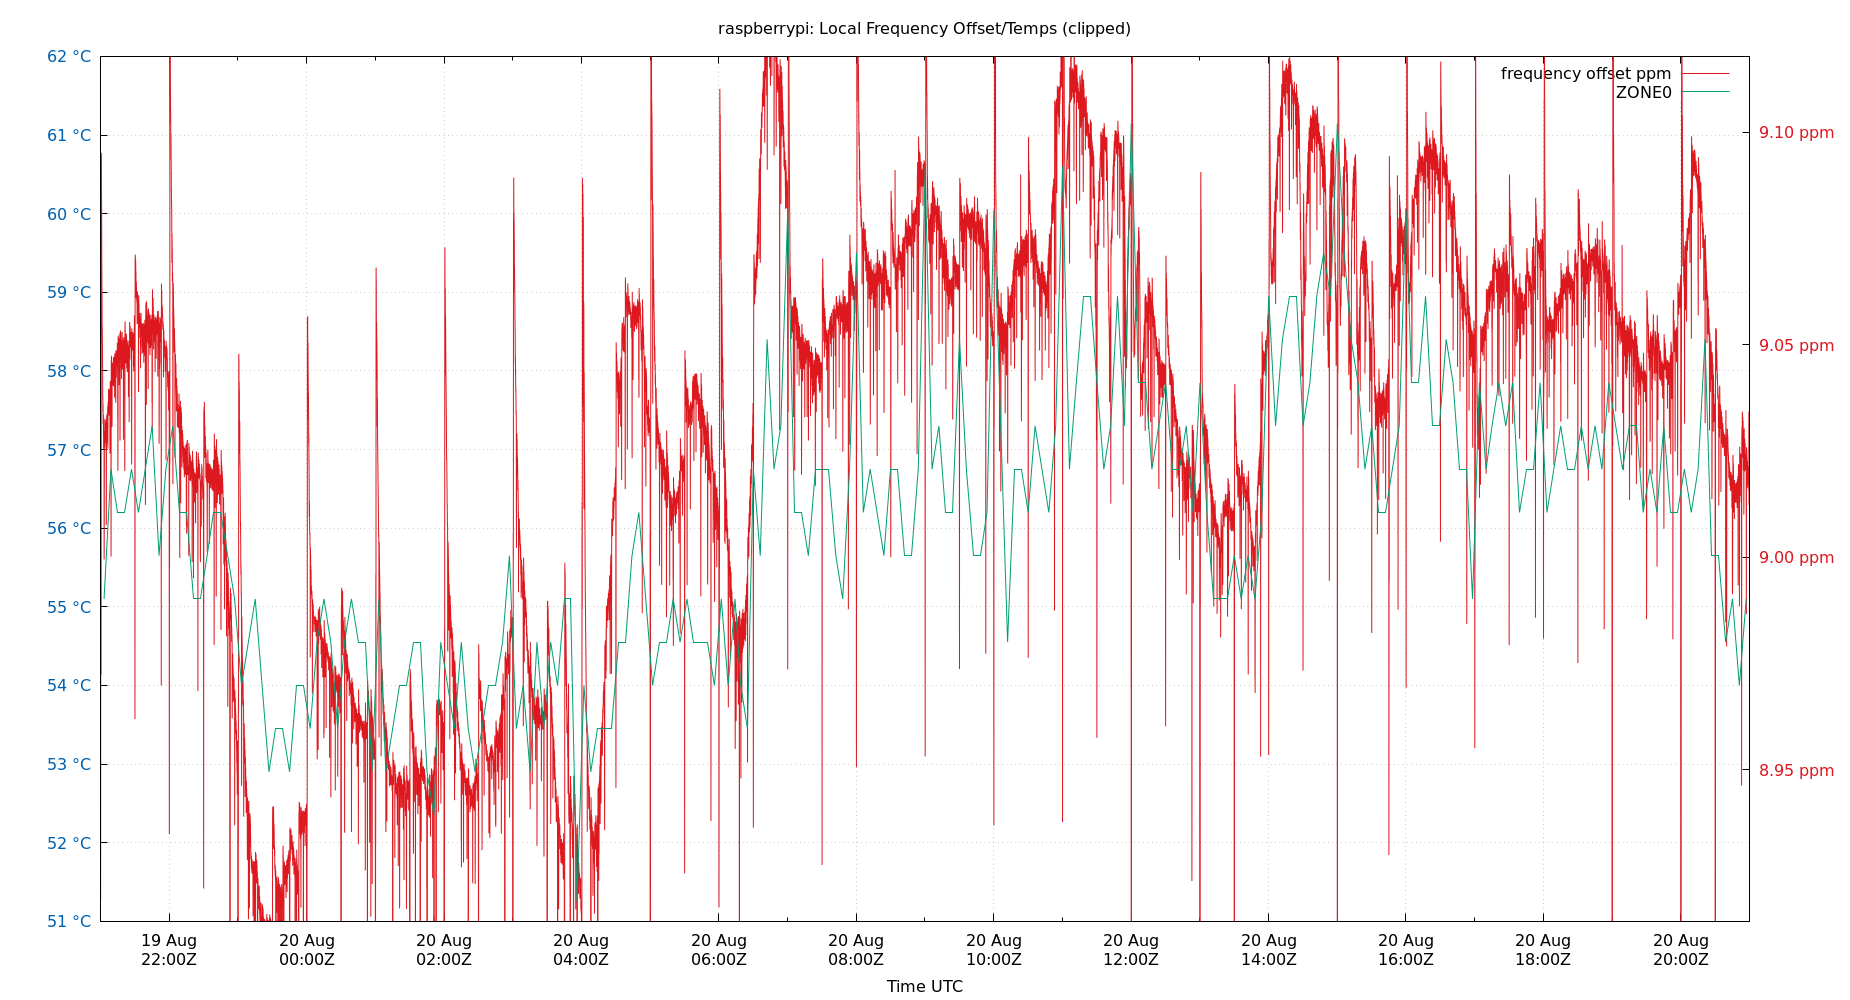 raspberrypi: Local Frequency Offset/Temps (clipped)
62 °C
61 °C
60 °C
59 °C
58 °C
57 °C
56 °C
55 °C
54 °C
53 °C
52 °C
51 °C
frequency offset ppm
ZONE0
9.10 ppm
9.05 ppm
9.00 ppm
8.95 ppm
19 Aug
22:00Z
20 Aug
00:00Z
20 Aug
02:00Z
20 Aug
04:00Z
20 Aug
06:00Z
20 Aug
08:00Z
20 Aug
10:00Z
20 Aug
12:00Z
20 Aug
14:00Z
20 Aug
16:00Z
20 Aug
18:00Z
20 Aug
20:00Z
Time UTC